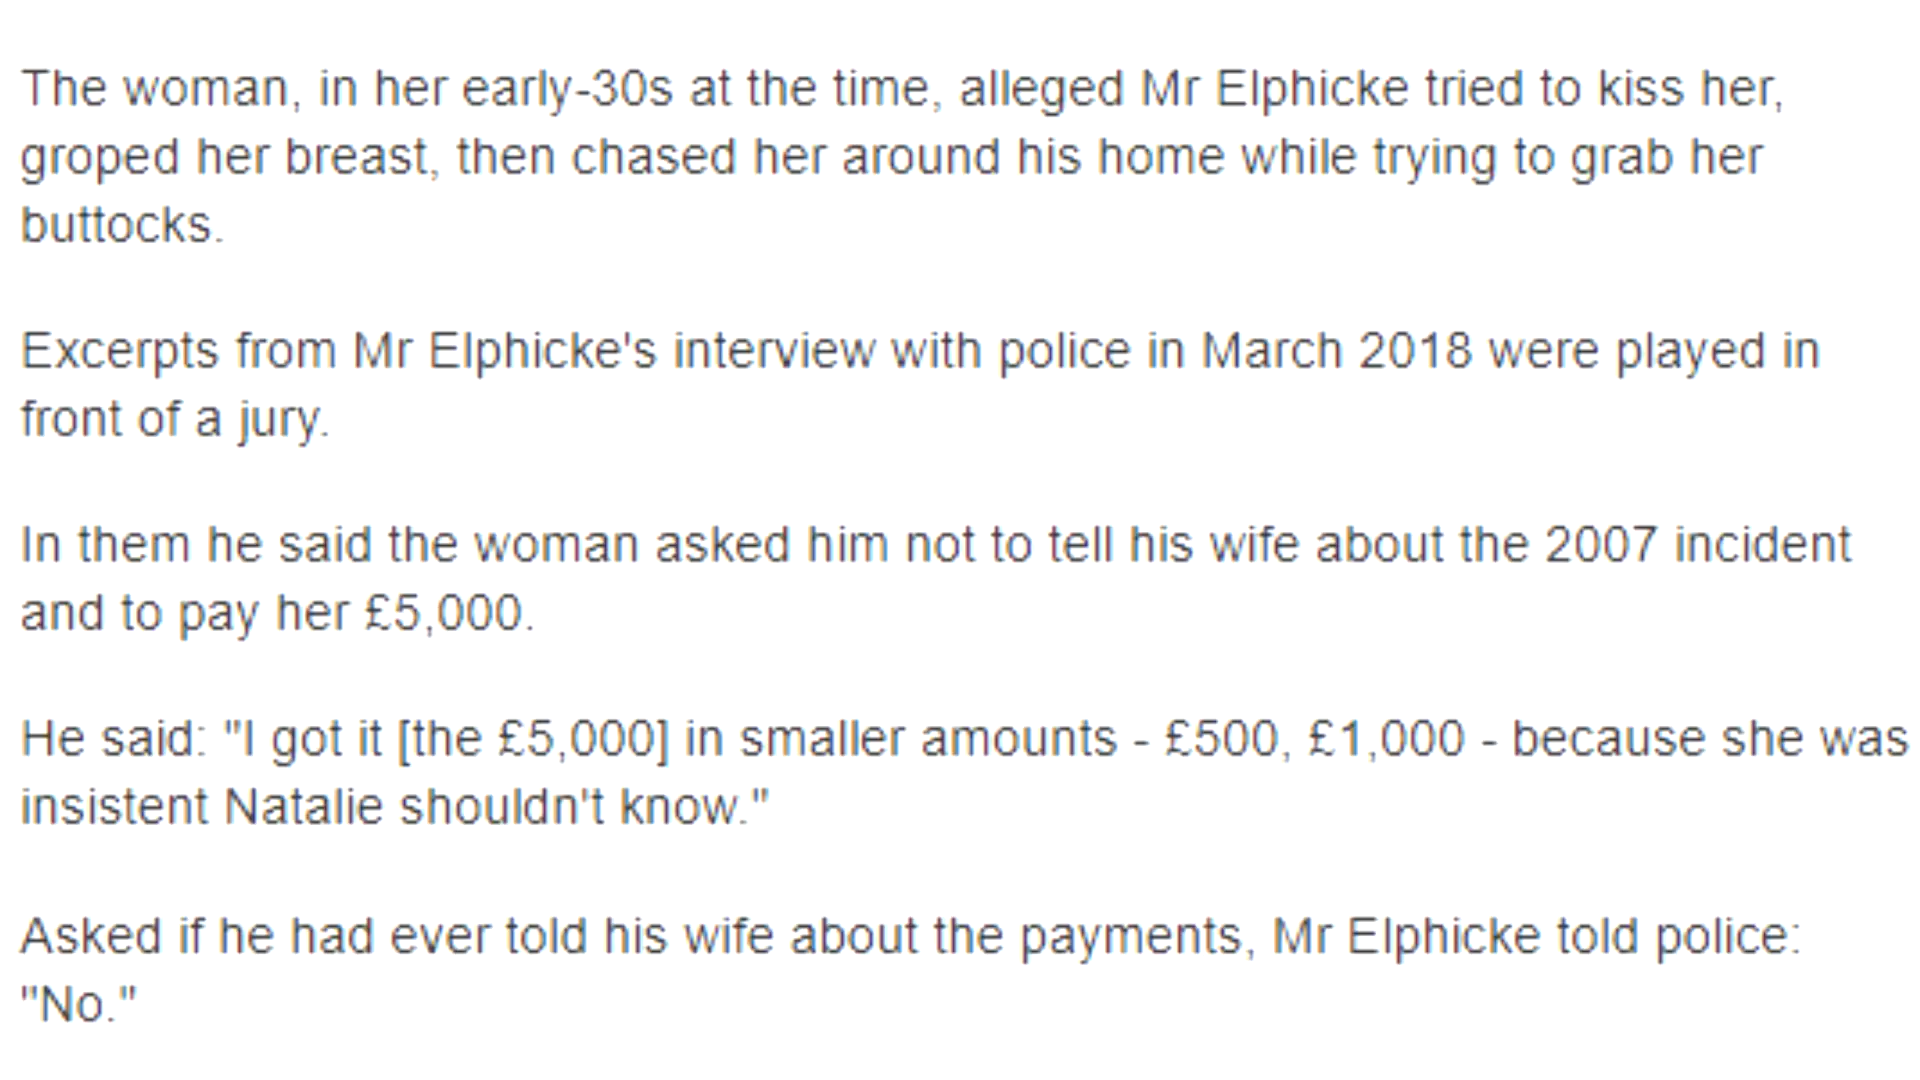 The woman, in her early-30s at the time, alleged Mr Elphicke tried to kiss her,
groped her breast, then chased her around his home while trying to grab her
buttocks.
Excerpts from Mr Elphicke's interview with police in March 2018 were played in
front of a jury.
In them he said the woman asked him not to tell his wife about the 2007 incident
and to pay her £5,000.
He said: "I got it [the £5,000] in smaller amounts - £500, £1,000 - because she was
insistent Natalie shouldn't know."
Asked if he had ever told his wife about the payments, Mr Elphicke told police:
"No."